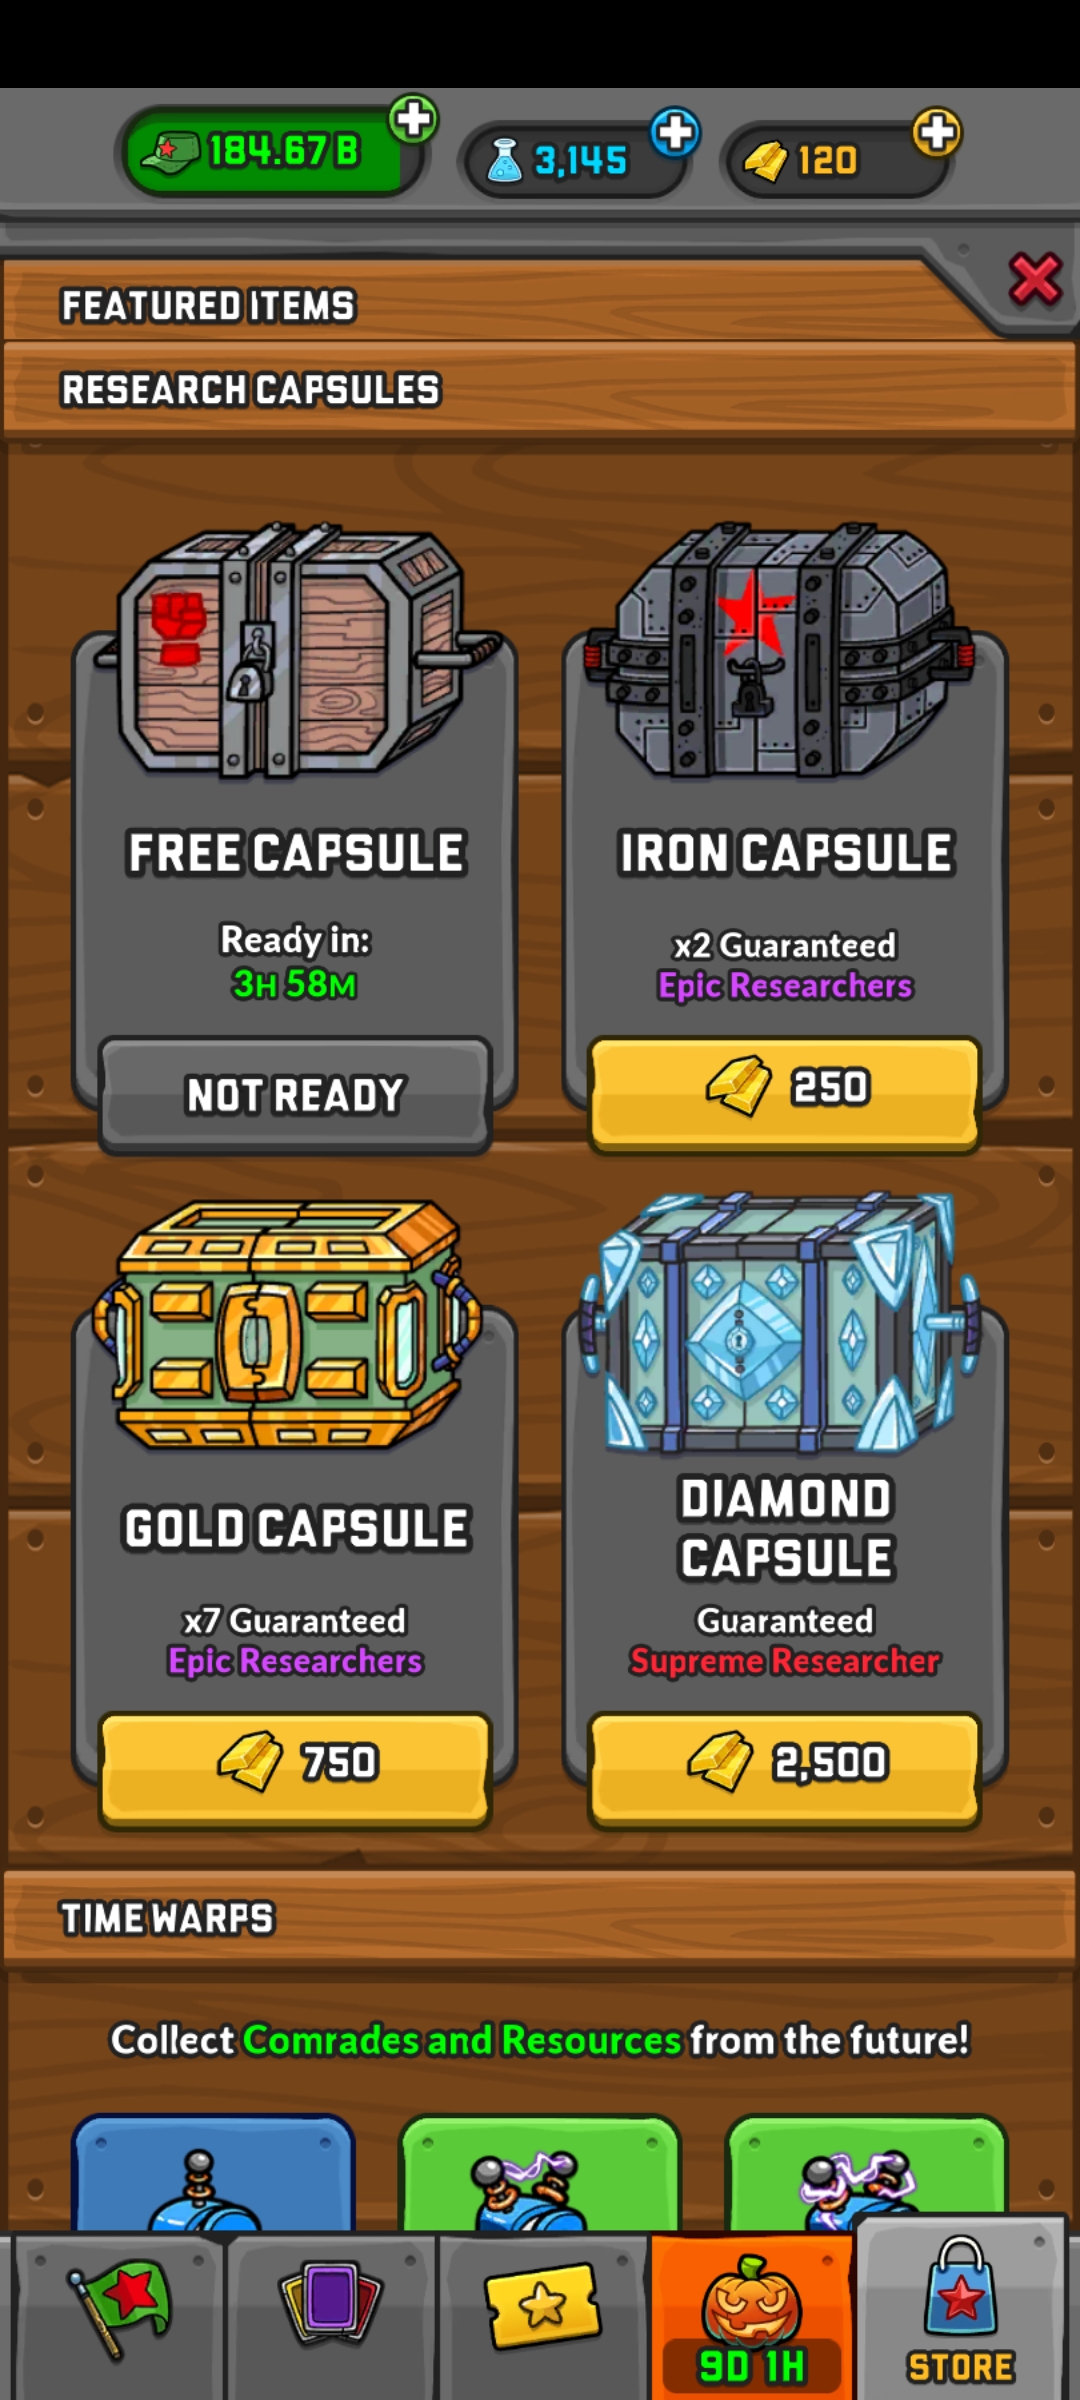 184.67 B
3,145
120
FEATURED ITEMS
RESEARCH CAPSULES
FREE CAPSULE
Ready in:
3H 58M
NOT READY
IRON CAPSULE
x2 Guaranteed
Epic Researchers
250
GOLD CAPSULE
x7 Guaranteed
Epic Researchers
750
DIAMOND
CAPSULE
Guaranteed
Supreme Researcher
2,500
TIME WARPS
Collect Comrades and Resources from the future!
9D 1H
STORE